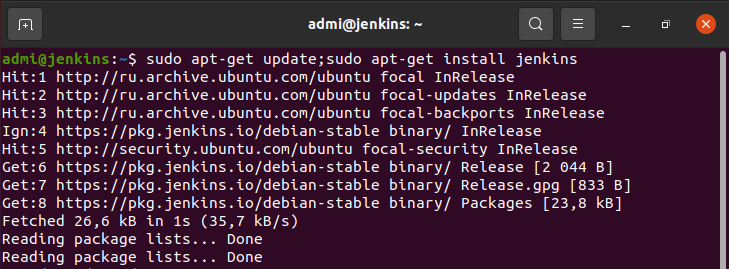 admi@jenkins: ~
admi@jenkins:~$ sudo apt-get update;sudo apt-get install jenkins
Hit:1 http://ru.archive.ubuntu.com/ubuntu focal InRelease
Hit:2 http://ru.archive.ubuntu.com/ubuntu focal-updates InRelease
Hit:3 http://ru.archive.ubuntu.com/ubuntu focal-backports InRelease
Ign:4 https://pkg.jenkins.io/debian-stable binary/ InRelease
Hit:5 http://security.ubuntu.com/ubuntu focal-security InRelease
Get:6 https://pkg.jenkins.io/debian-stable binary/ Release [2 044 B]
Get:7 https://pkg.jenkins.io/debian-stable binary/ Release.gpg [833 B]
Get:8 https://pkg.jenkins.io/debian-stable binary/ Packages [23,8 kB]
Fetched 26,6 kB in 1s (35,7 kB/s)
Reading package lists... Done
Reading package lists... Done